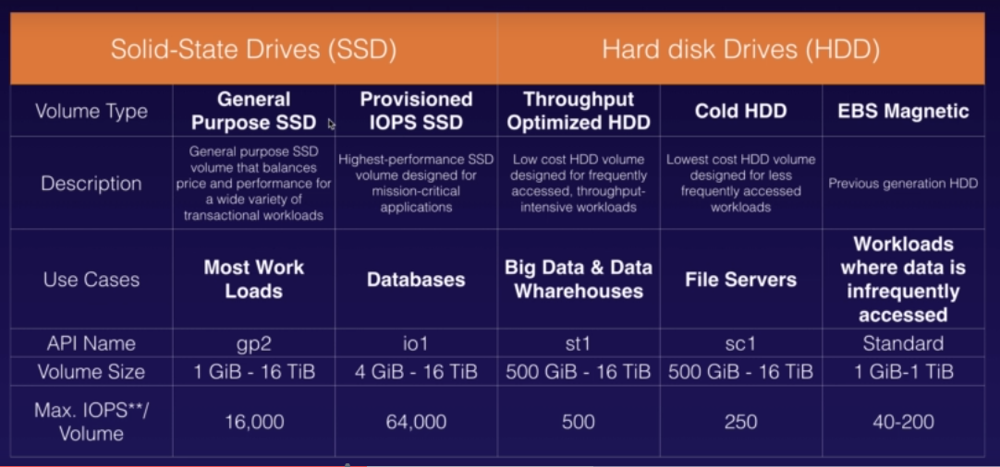 Solid-State Drives (SSD)
Hard disk Drives (HDD)
Volume Type
General
Purpose SSD
Provisioned
IOPS SSD
Throughput
Optimized HDD
Cold HDD
EBS Magnetic
Description
General purpose SSD
volume that balances
price and performance for
a wide variety of
transactional workloads
Highest-performance SSD
volume designed for
mission-critical
applications
Low cost HDD volume
designed for frequently
accessed, throughput-
intensive workloads
Lowest cost HDD volume
designed for less
frequently accessed
workloads
Previous generation HDD
Use Cases
Most Work
Loads
Databases
Big Data & Data
Wharehouses
File Servers
Workloads
where data is
infrequently
accessed
API Name
gp2
io1
st1
sc1
Standard
Volume Size
1 GiB - 16 TiB
4 GiB - 16 TiB
500 GiB - 16 TiB
500 GiB - 16 TiB
1 GiB-1 TiB
Max. IOPS**/
Volume
16,000
64,000
500
250
40-200